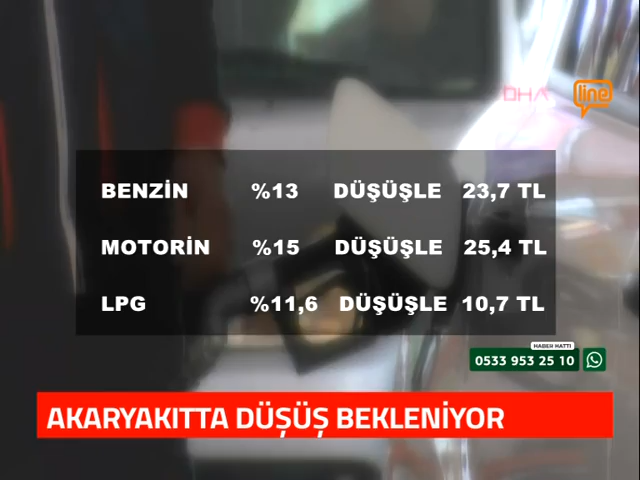 DHA
line
BENZİN %13 DÜŞÜŞLE 23,7 TL
MOTORİN %15 DÜŞÜŞLE 25,4 TL
LPG %11,6 DÜŞÜŞLE 10,7 TL
HABER HATTI
0533 953 25 10
AKARYAKITTA DÜŞÜŞ BEKLENİYOR